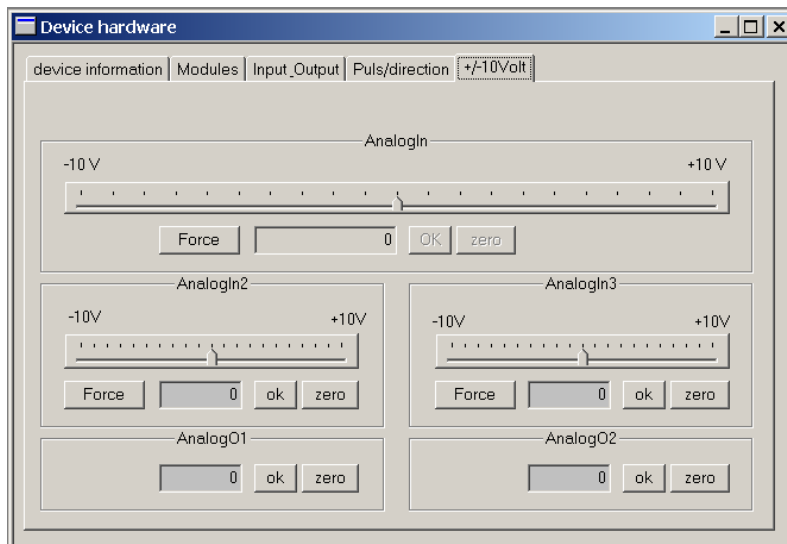 Device hardware
device information Modules Input_Output Puls/direction +/-10Volt
AnalogIn
-10 V +10 V
Force 0 OK zero
AnalogIn2
-10V +10V
Force 0 ok zero
AnalogIn3
-10V +10V
Force 0 ok zero
AnalogO1
0 ok zero
AnalogO2
0 ok zero